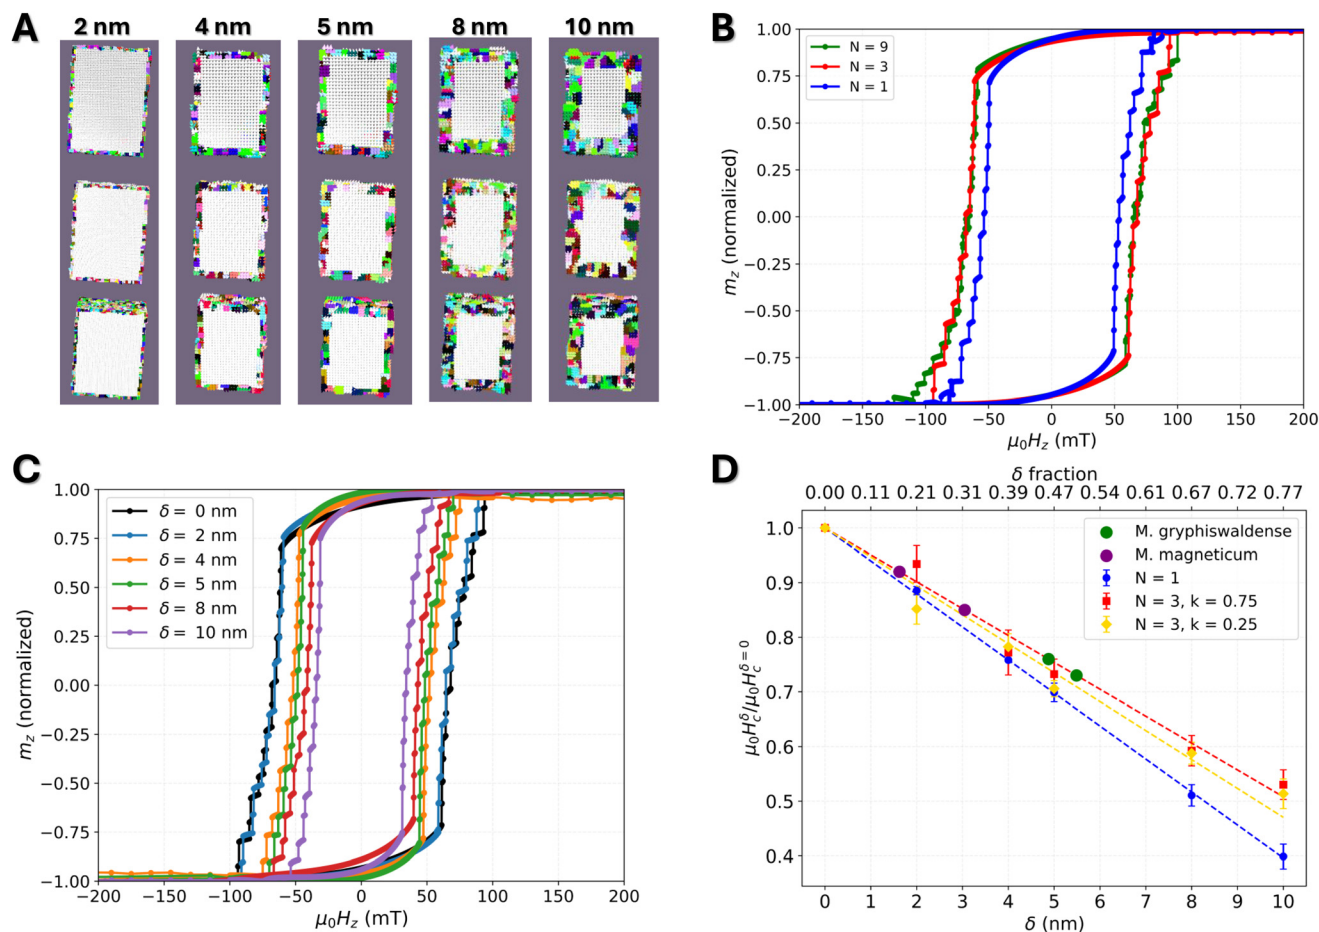 A
2 nm 4 nm 5 nm 8 nm 10 nm
B
N = 9
N = 3
N = 1
m_z (normalized)
1.00
0.75
0.50
0.25
0.00
−0.25
−0.50
−0.75
−1.00
−200 −150 −100 −50 0 50 100 150 200
μ₀H_z (mT)
C
δ = 0 nm
δ = 2 nm
δ = 4 nm
δ = 5 nm
δ = 8 nm
δ = 10 nm
m_z (normalized)
1.00
0.75
0.50
0.25
0.00
−0.25
−0.50
−0.75
−1.00
−200 −150 −100 −50 0 50 100 150 200
μ₀H_z (mT)
D
δ fraction
0.00 0.11 0.21 0.31 0.39 0.47 0.54 0.61 0.67 0.72 0.77
M. gryphiswaldense
M. magneticum
N = 1
N = 3, k = 0.75
N = 3, k = 0.25
μ₀H_c^δ/μ₀H_c^{δ=0}
1.0
0.9
0.8
0.7
0.6
0.5
0.4
0 1 2 3 4 5 6 7 8 9 10
δ (nm)